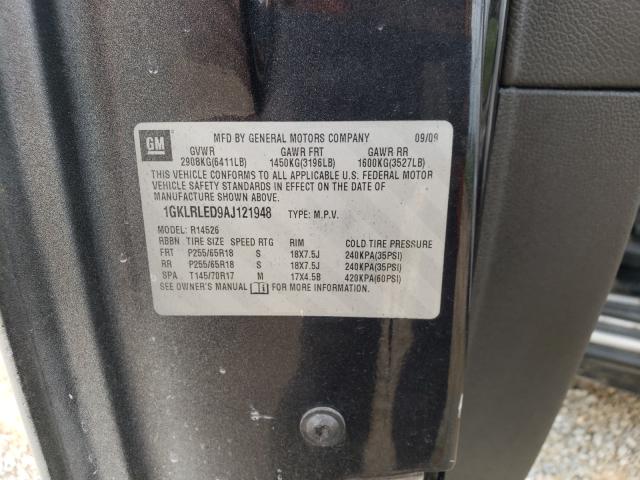 GM
MFD BY GENERAL MOTORS COMPANY 09/09
GVWR GAWR FRT GAWR RR
2908KG(6411LB) 1450KG(3196LB) 1600KG(3527LB)
THIS VEHICLE CONFORMS TO ALL APPLICABLE U.S. FEDERAL MOTOR
VEHICLE SAFETY STANDARDS IN EFFECT ON THE DATE OF
MANUFACTURE SHOWN ABOVE.
1GKLRLED9AJ121948 TYPE: M.P.V.
MODEL: R14526
RBBN TIRE SIZE SPEED RTG RIM COLD TIRE PRESSURE
FRT P255/65R18 S 18X7.5J 240KPA(35PSI)
RR P255/65R18 S 18X7.5J 240KPA(35PSI)
SPA T145/70R17 M 17X4.5B 420KPA(60PSI)
SEE OWNER'S MANUAL FOR MORE INFORMATION.